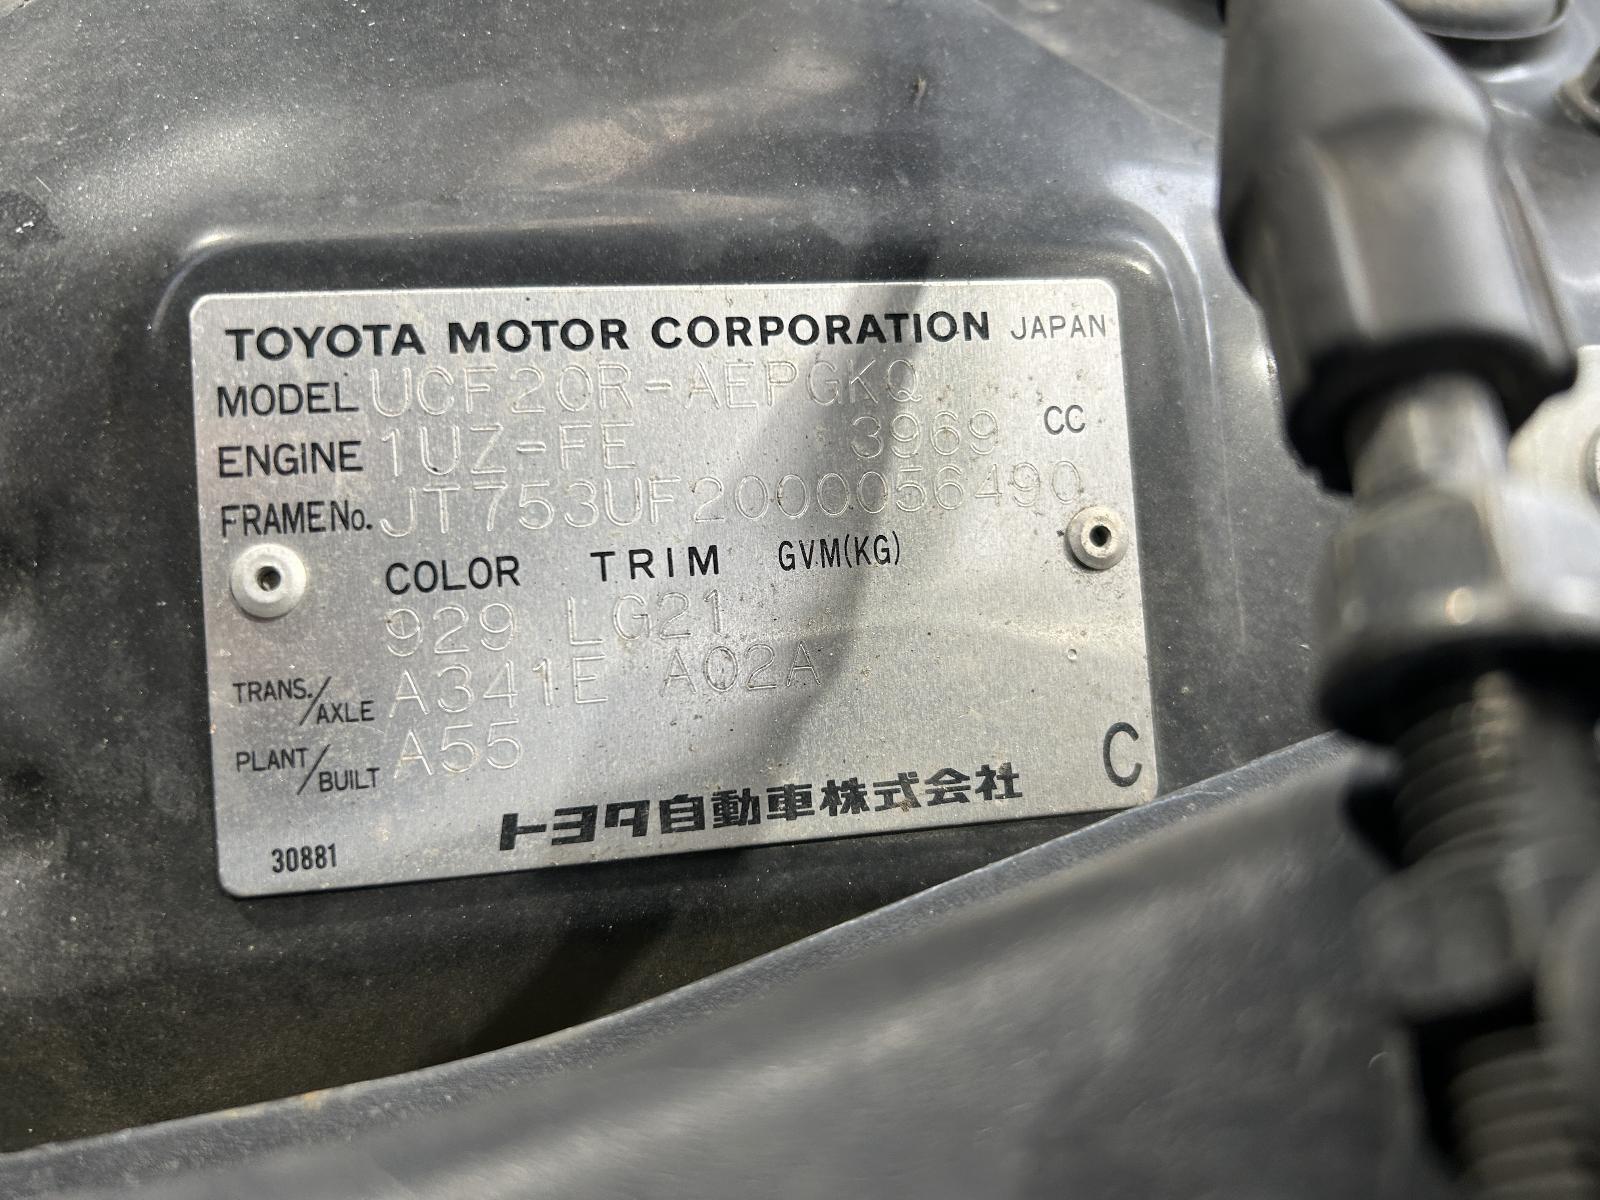 TOYOTA MOTOR CORPORATION JAPAN
MODEL UCF20R-AEPGKQ
ENGINE 1UZ-FE 3969 CC
FRAME No. JT753UF2000056490
COLOR TRIM G.V.M(KG)
929 LG21
TRANS./AXLE A341E A02A
PLANT/BUILT A55
C
トヨタ自動車株式会社
30881